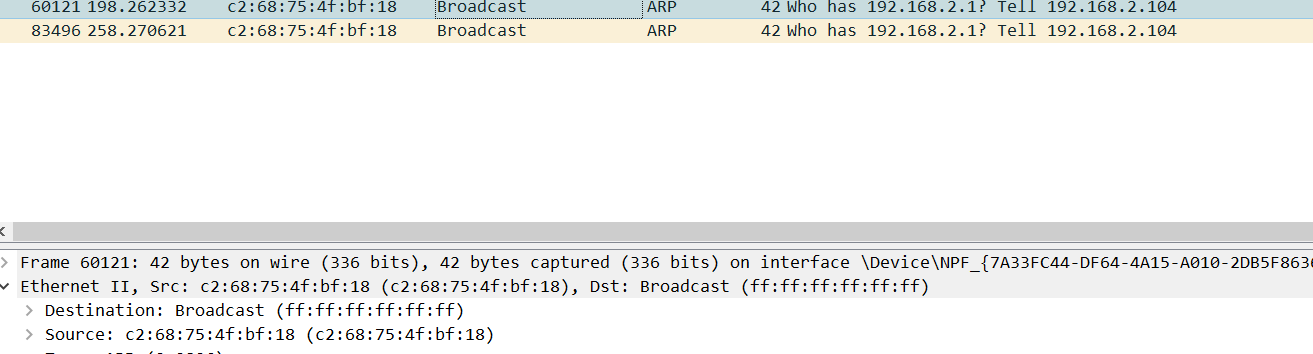 60121 198.262332 c2:68:75:4f:bf:18 Broadcast ARP 42 Who has 192.168.2.1? Tell 192.168.2.104
83496 258.270621 c2:68:75:4f:bf:18 Broadcast ARP 42 Who has 192.168.2.1? Tell 192.168.2.104
Frame 60121: 42 bytes on wire (336 bits), 42 bytes captured (336 bits) on interface \Device\NPF_{7A33FC44-DF64-4A15-A010-2DB5F863
Ethernet II, Src: c2:68:75:4f:bf:18 (c2:68:75:4f:bf:18), Dst: Broadcast (ff:ff:ff:ff:ff:ff)
Destination: Broadcast (ff:ff:ff:ff:ff:ff)
Source: c2:68:75:4f:bf:18 (c2:68:75:4f:bf:18)